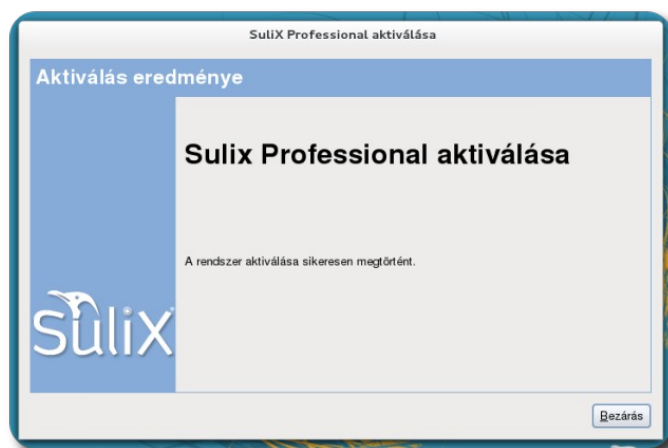 SuliX Professional aktiválása
Aktiválás eredménye
Sulix Professional aktiválása
A rendszer aktiválása sikeresen megtörtént.
SuliX
Bezárás